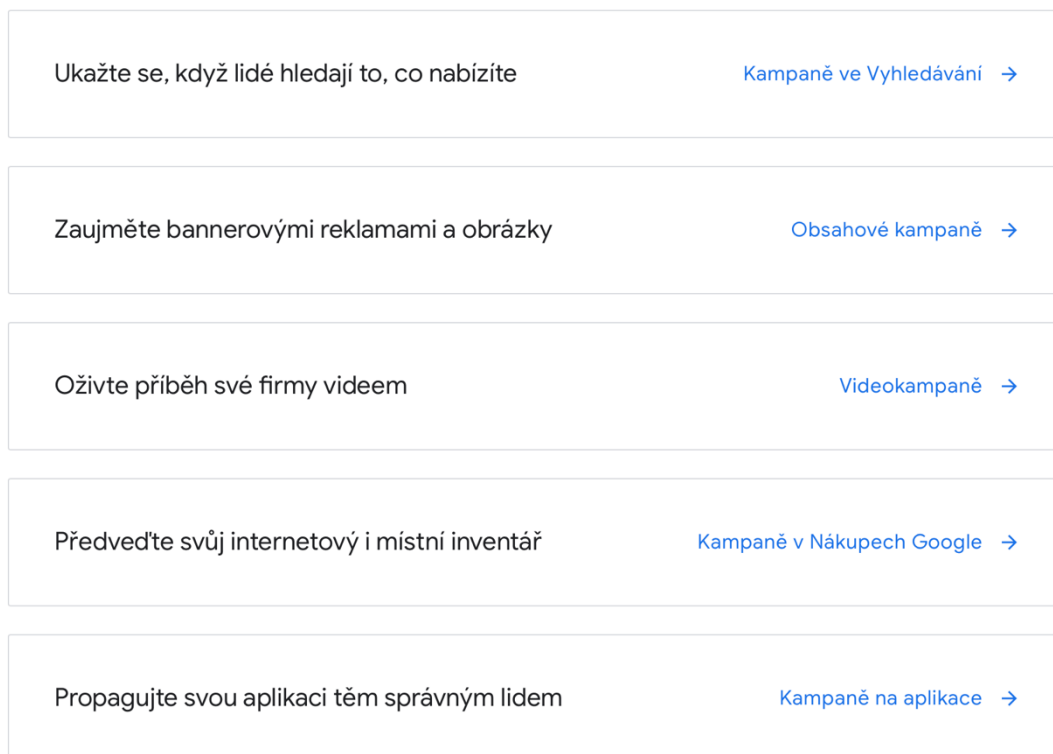 Ukažte se, když lidé hledají to, co nabízíte
Kampaně ve Vyhledávání →
Zaujměte bannerovými reklamami a obrázky
Obsahové kampaně →
Oživte příběh své firmy videem
Videokampaně →
Předveďte svůj internetový i místní inventář
Kampaně v Nákupech Google →
Propagujte svou aplikaci těm správným lidem
Kampaně na aplikace →